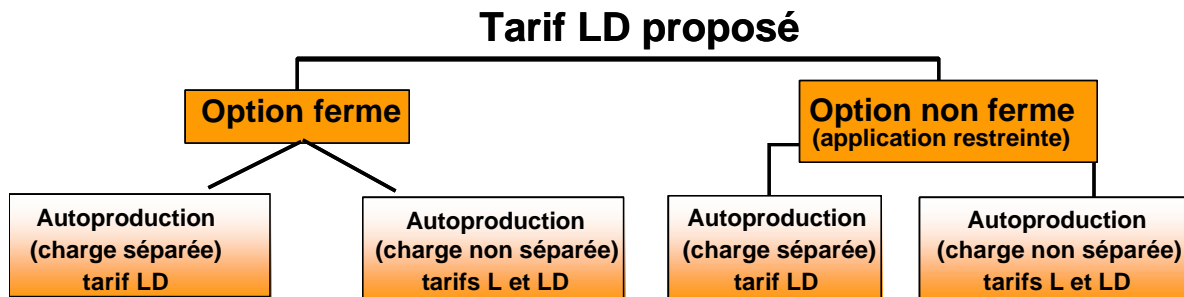 Tarif LD proposé
Option ferme
Option non ferme
(application restreinte)
Autoproduction
(charge séparée)
tarif LD
Autoproduction
(charge non séparée)
tarifs L et LD
Autoproduction
(charge séparée)
tarif LD
Autoproduction
(charge non séparée)
tarifs L et LD